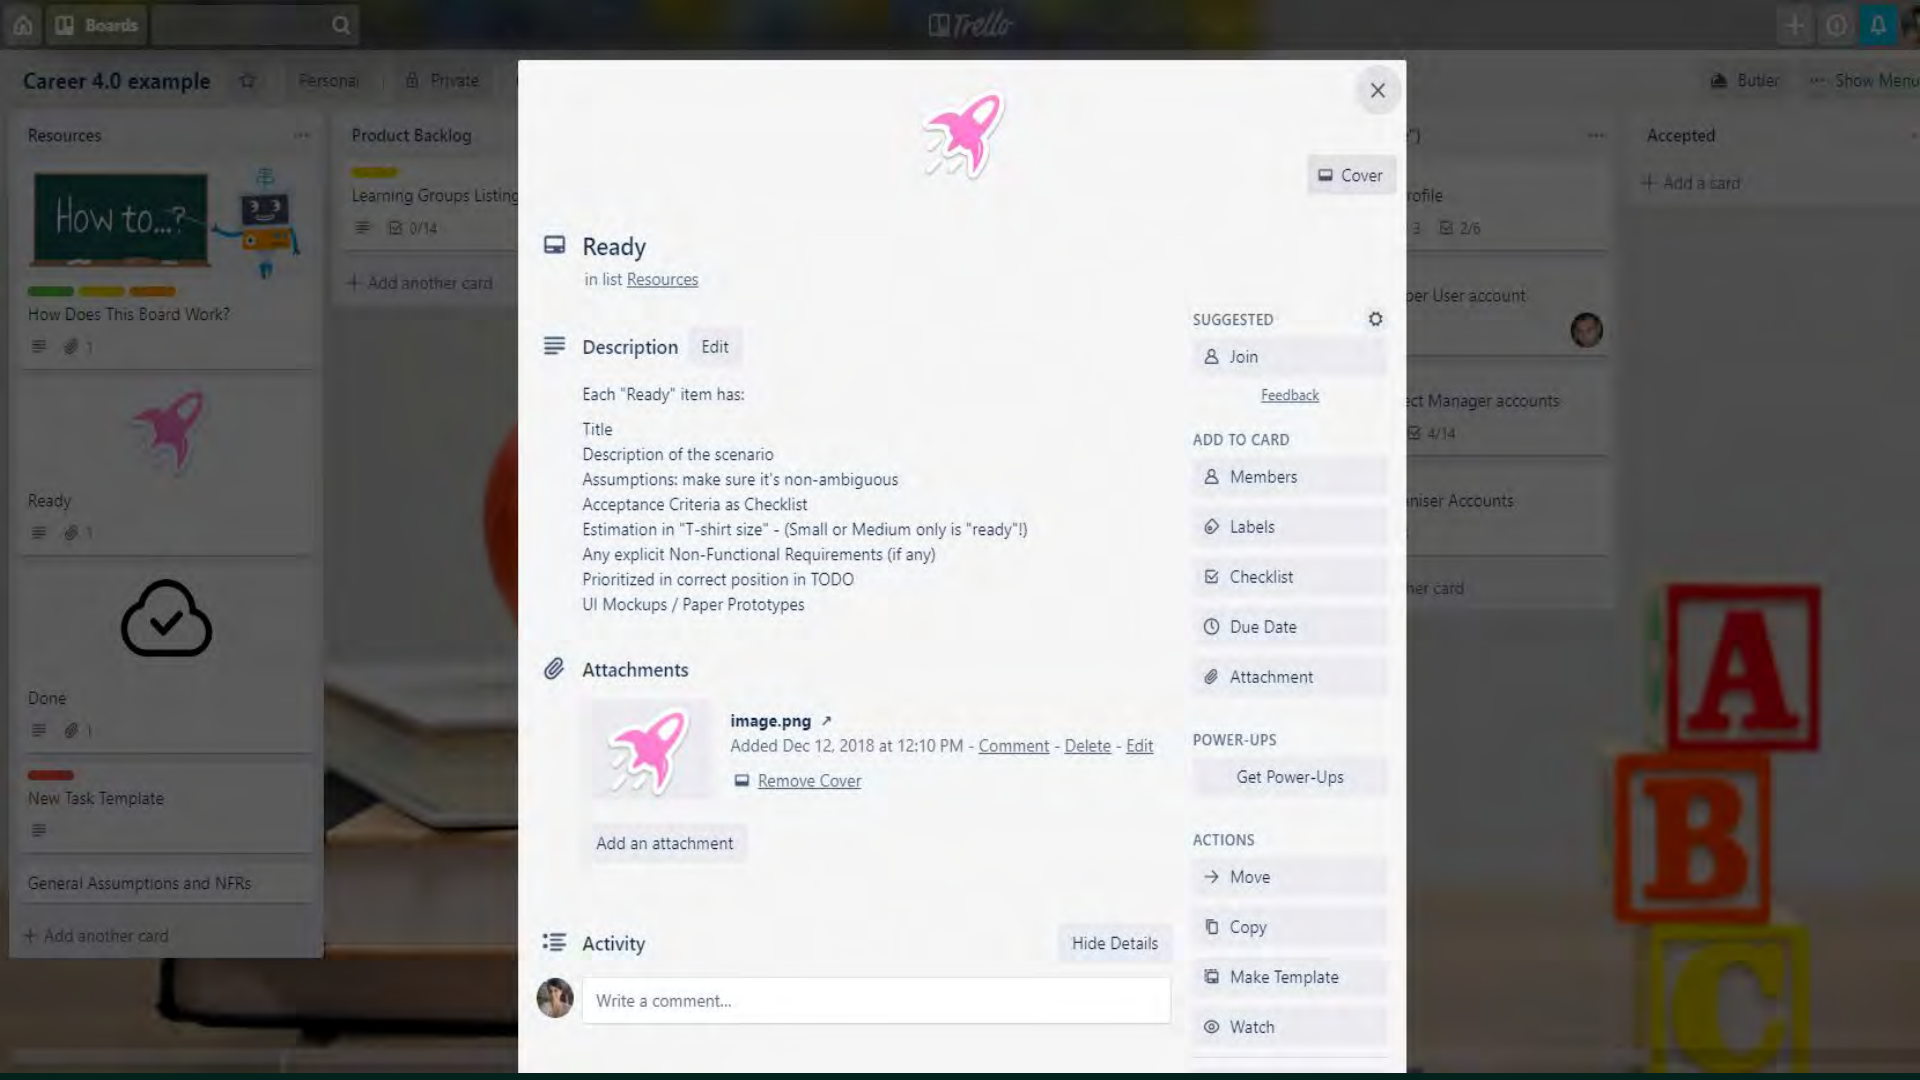 Boards
Trello
Career 4.0 example
Personal
Private
Butler
Show Menu
Resources
How to...?
How Does This Board Work?
1
Ready
1
Done
1
New Task Template
General Assumptions and NFRs
+ Add another card
Product Backlog
Learning Groups Listing
0/14
+ Add another card
Cover
Ready
in list Resources
Description
Edit
Each "Ready" item has:
Title
Description of the scenario
Assumptions: make sure it's non-ambiguous
Acceptance Criteria as Checklist
Estimation in "T-shirt size" - (Small or Medium only is "ready"!)
Any explicit Non-Functional Requirements (if any)
Prioritized in correct position in TODO
UI Mockups / Paper Prototypes
Attachments
image.png ↗
Added Dec 12, 2018 at 12:10 PM - Comment - Delete - Edit
Remove Cover
Add an attachment
Activity
Hide Details
Write a comment...
SUGGESTED
Join
Feedback
ADD TO CARD
Members
Labels
Checklist
Due Date
Attachment
POWER-UPS
Get Power-Ups
ACTIONS
Move
Copy
Make Template
Watch
")
3 2/6
User account
Manager accounts
4/14
Accounts
card
Accepted
+ Add a card
A
B
C